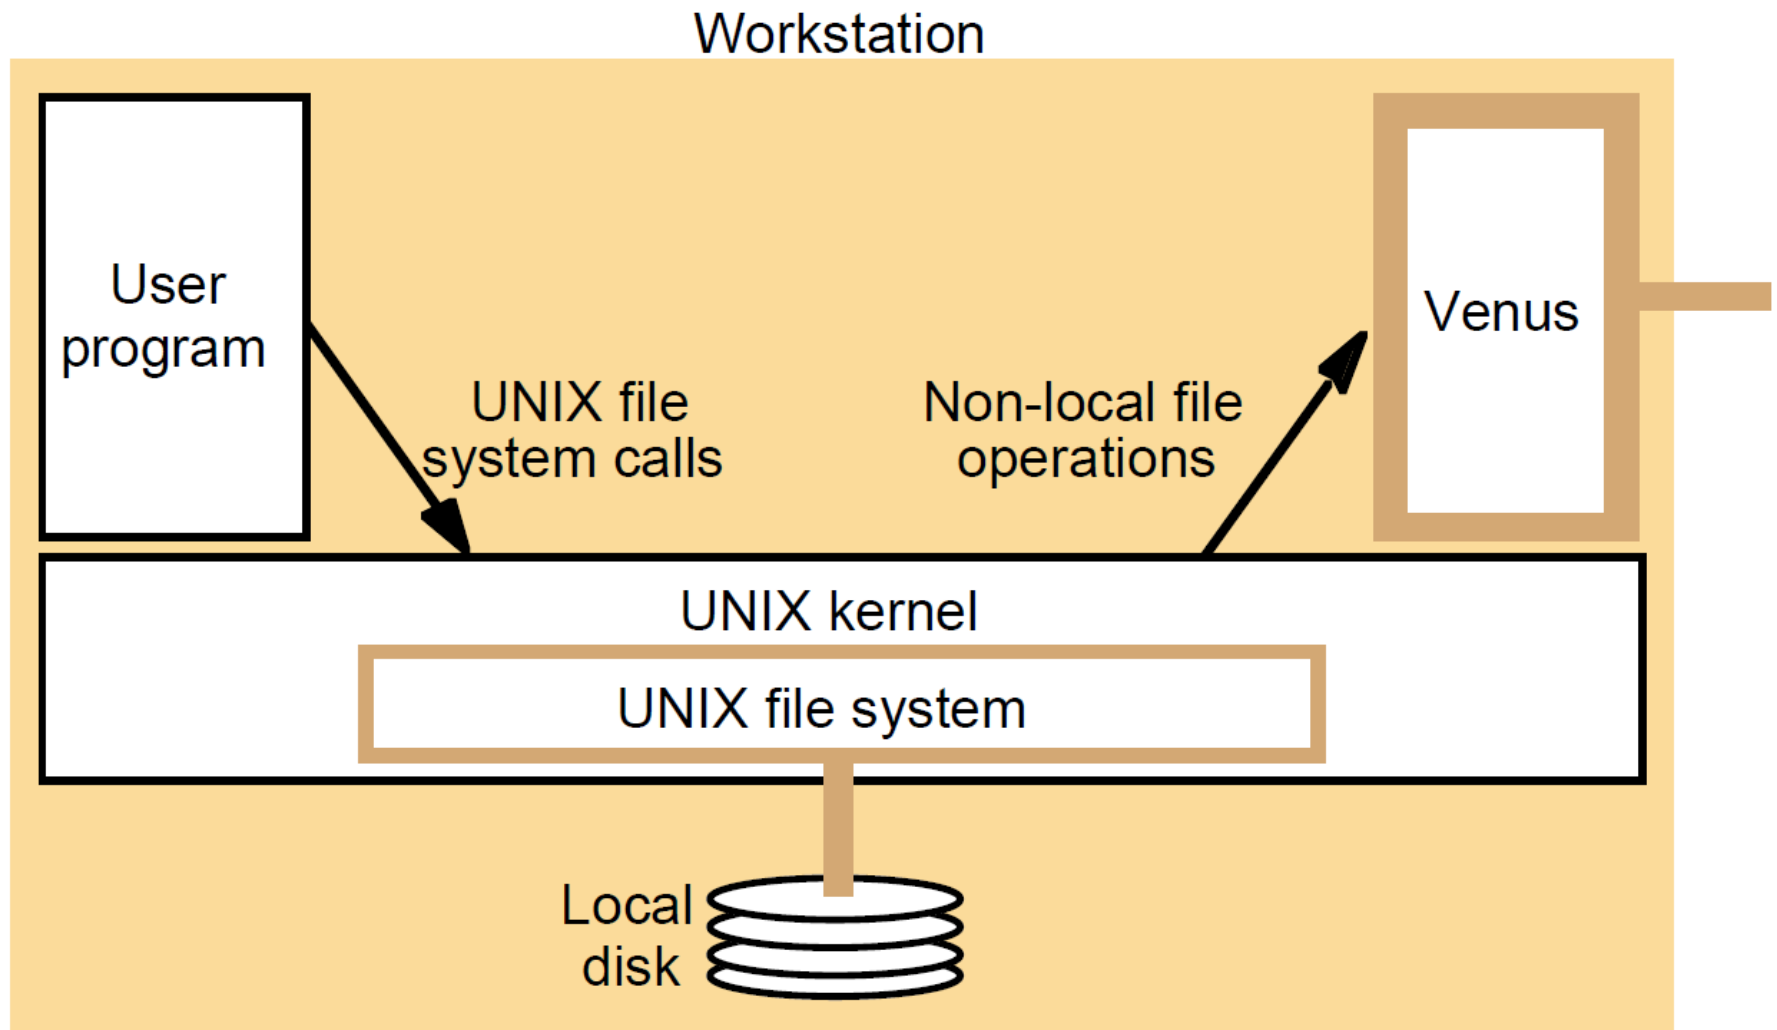 Workstation
User
program
Venus
UNIX file
system calls
Non-local file
operations
UNIX kernel
UNIX file system
Local
disk